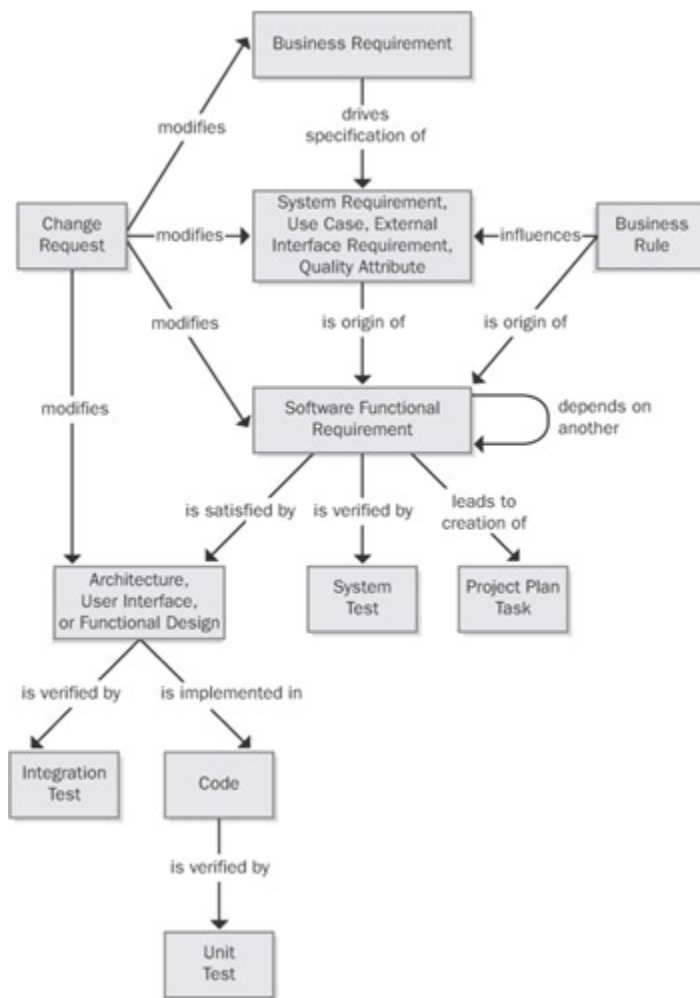 Business Requirement
modifies
drives
specification of
Change
Request
modifies
System Requirement,
Use Case, External
Interface Requirement,
Quality Attribute
influences
Business
Rule
modifies
is origin of
is origin of
modifies
Software Functional
Requirement
depends on
another
is satisfied by
is verified by
leads to
creation of
Architecture,
User Interface,
or Functional Design
System
Test
Project Plan
Task
is verified by
is implemented in
Integration
Test
Code
is verified by
Unit
Test